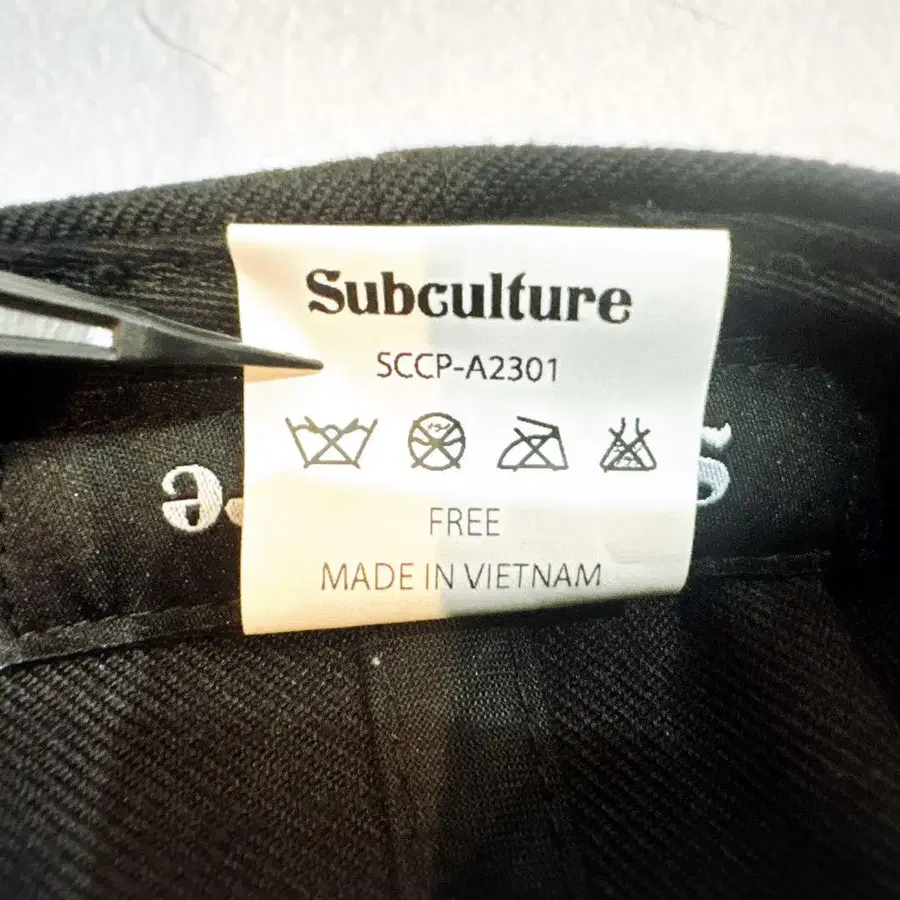 Subculture
SCCP-A2301
FREE
MADE IN VIETNAM